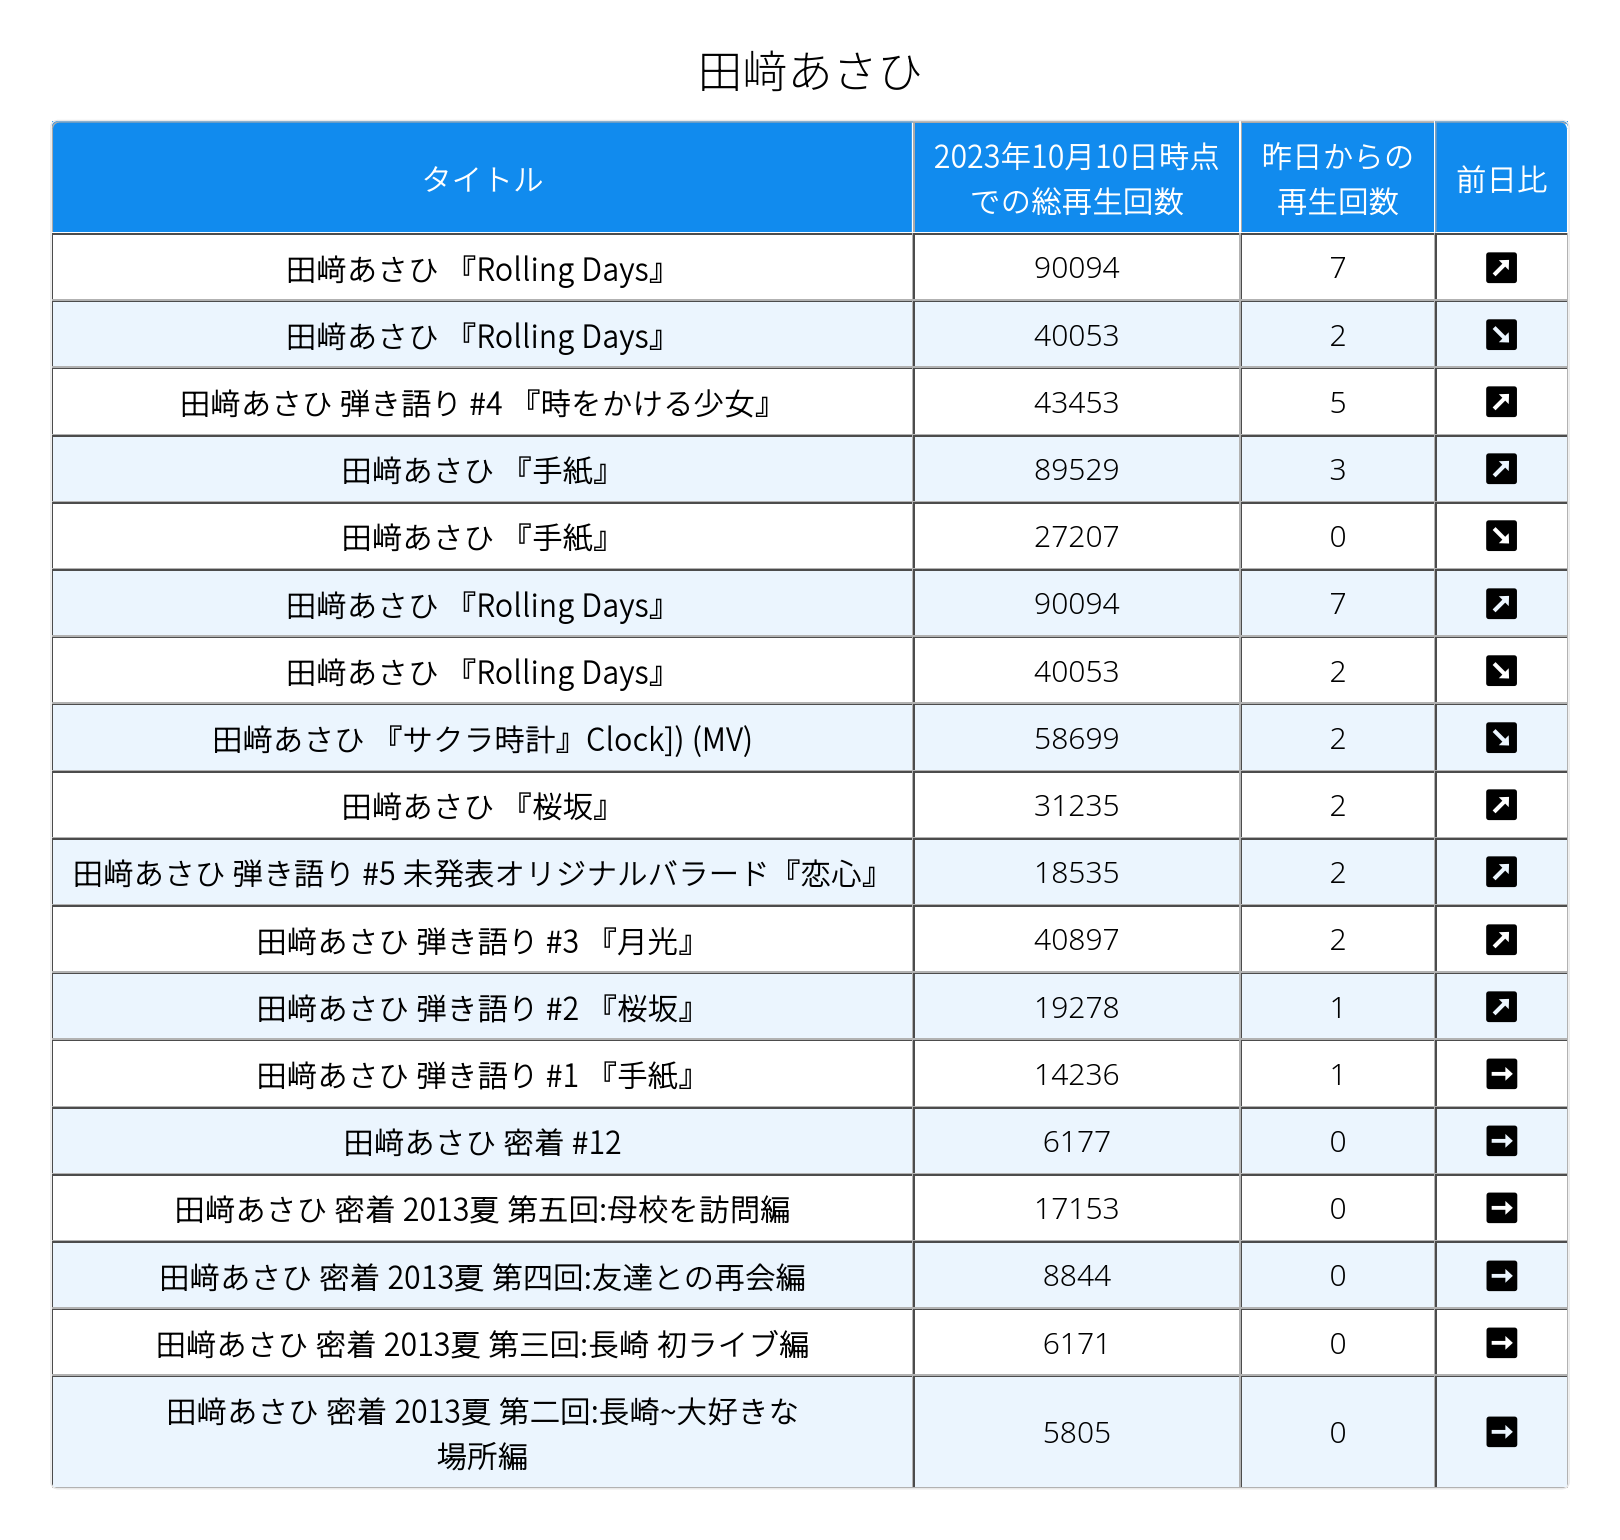 田﨑あさひ
タイトル
2023年10月10日時点
での総再生回数
昨日からの
再生回数
前日比
田﨑あさひ 『Rolling Days』 90094 7
田﨑あさひ 『Rolling Days』 40053 2
田﨑あさひ 弾き語り #4 『時をかける少女』 43453 5
田﨑あさひ 『手紙』 89529 3
田﨑あさひ 『手紙』 27207 0
田﨑あさひ 『Rolling Days』 90094 7
田﨑あさひ 『Rolling Days』 40053 2
田﨑あさひ 『サクラ時計』Clock]) (MV) 58699 2
田﨑あさひ 『桜坂』 31235 2
田﨑あさひ 弾き語り #5 未発表オリジナルバラード『恋心』 18535 2
田﨑あさひ 弾き語り #3 『月光』 40897 2
田﨑あさひ 弾き語り #2 『桜坂』 19278 1
田﨑あさひ 弾き語り #1 『手紙』 14236 1
田﨑あさひ 密着 #12 6177 0
田﨑あさひ 密着 2013夏 第五回:母校を訪問編 17153 0
田﨑あさひ 密着 2013夏 第四回:友達との再会編 8844 0
田﨑あさひ 密着 2013夏 第三回:長崎 初ライブ編 6171 0
田﨑あさひ 密着 2013夏 第二回:長崎~大好きな
場所編 5805 0